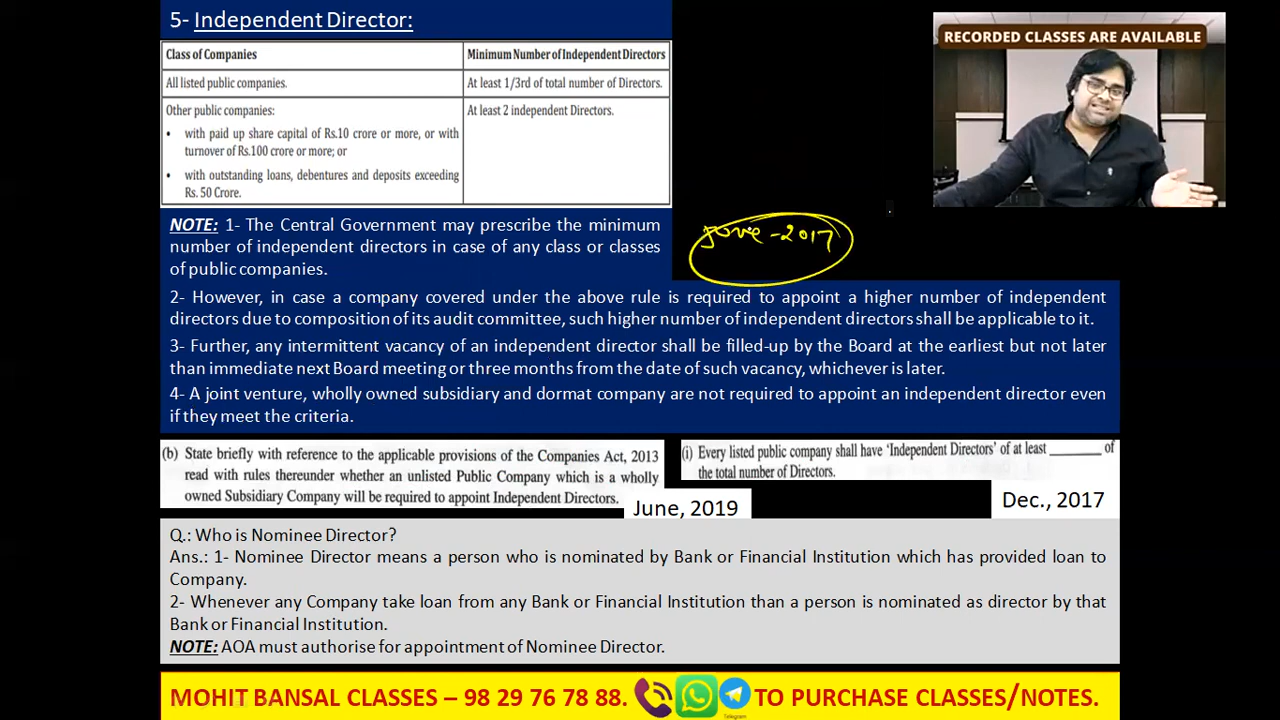 5- Independent Director:
RECORDED CLASSES ARE AVAILABLE
Class of Companies
Minimum Number of Independent Directors
All listed public companies.
At least 1/3rd of total number of Directors.
Other public companies:
At least 2 independent Directors.
• with paid up share capital of Rs.10 crore or more, or with
turnover of Rs.100 crore or more; or
• with outstanding loans, debentures and deposits exceeding
Rs. 50 Crore.
NOTE: 1- The Central Government may prescribe the minimum
number of independent directors in case of any class or classes
of public companies.
June-2017
2- However, in case a company covered under the above rule is required to appoint a higher number of independent
directors due to composition of its audit committee, such higher number of independent directors shall be applicable to it.
3- Further, any intermittent vacancy of an independent director shall be filled-up by the Board at the earliest but not later
than immediate next Board meeting or three months from the date of such vacancy, whichever is later.
4- A joint venture, wholly owned subsidiary and dormat company are not required to appoint an independent director even
if they meet the criteria.
(b) State briefly with reference to the applicable provisions of the Companies Act, 2013
read with rules thereunder whether an unlisted Public Company which is a wholly
owned Subsidiary Company will be required to appoint Independent Directors.
June, 2019
(i) Every listed public company shall have 'Independent Directors' of at least ________ of
the total number of Directors.
Dec., 2017
Q.: Who is Nominee Director?
Ans.: 1- Nominee Director means a person who is nominated by Bank or Financial Institution which has provided loan to
Company.
2- Whenever any Company take loan from any Bank or Financial Institution than a person is nominated as director by that
Bank or Financial Institution.
NOTE: AOA must authorise for appointment of Nominee Director.
MOHIT BANSAL CLASSES – 98 29 76 78 88. TO PURCHASE CLASSES/NOTES.
Telegram